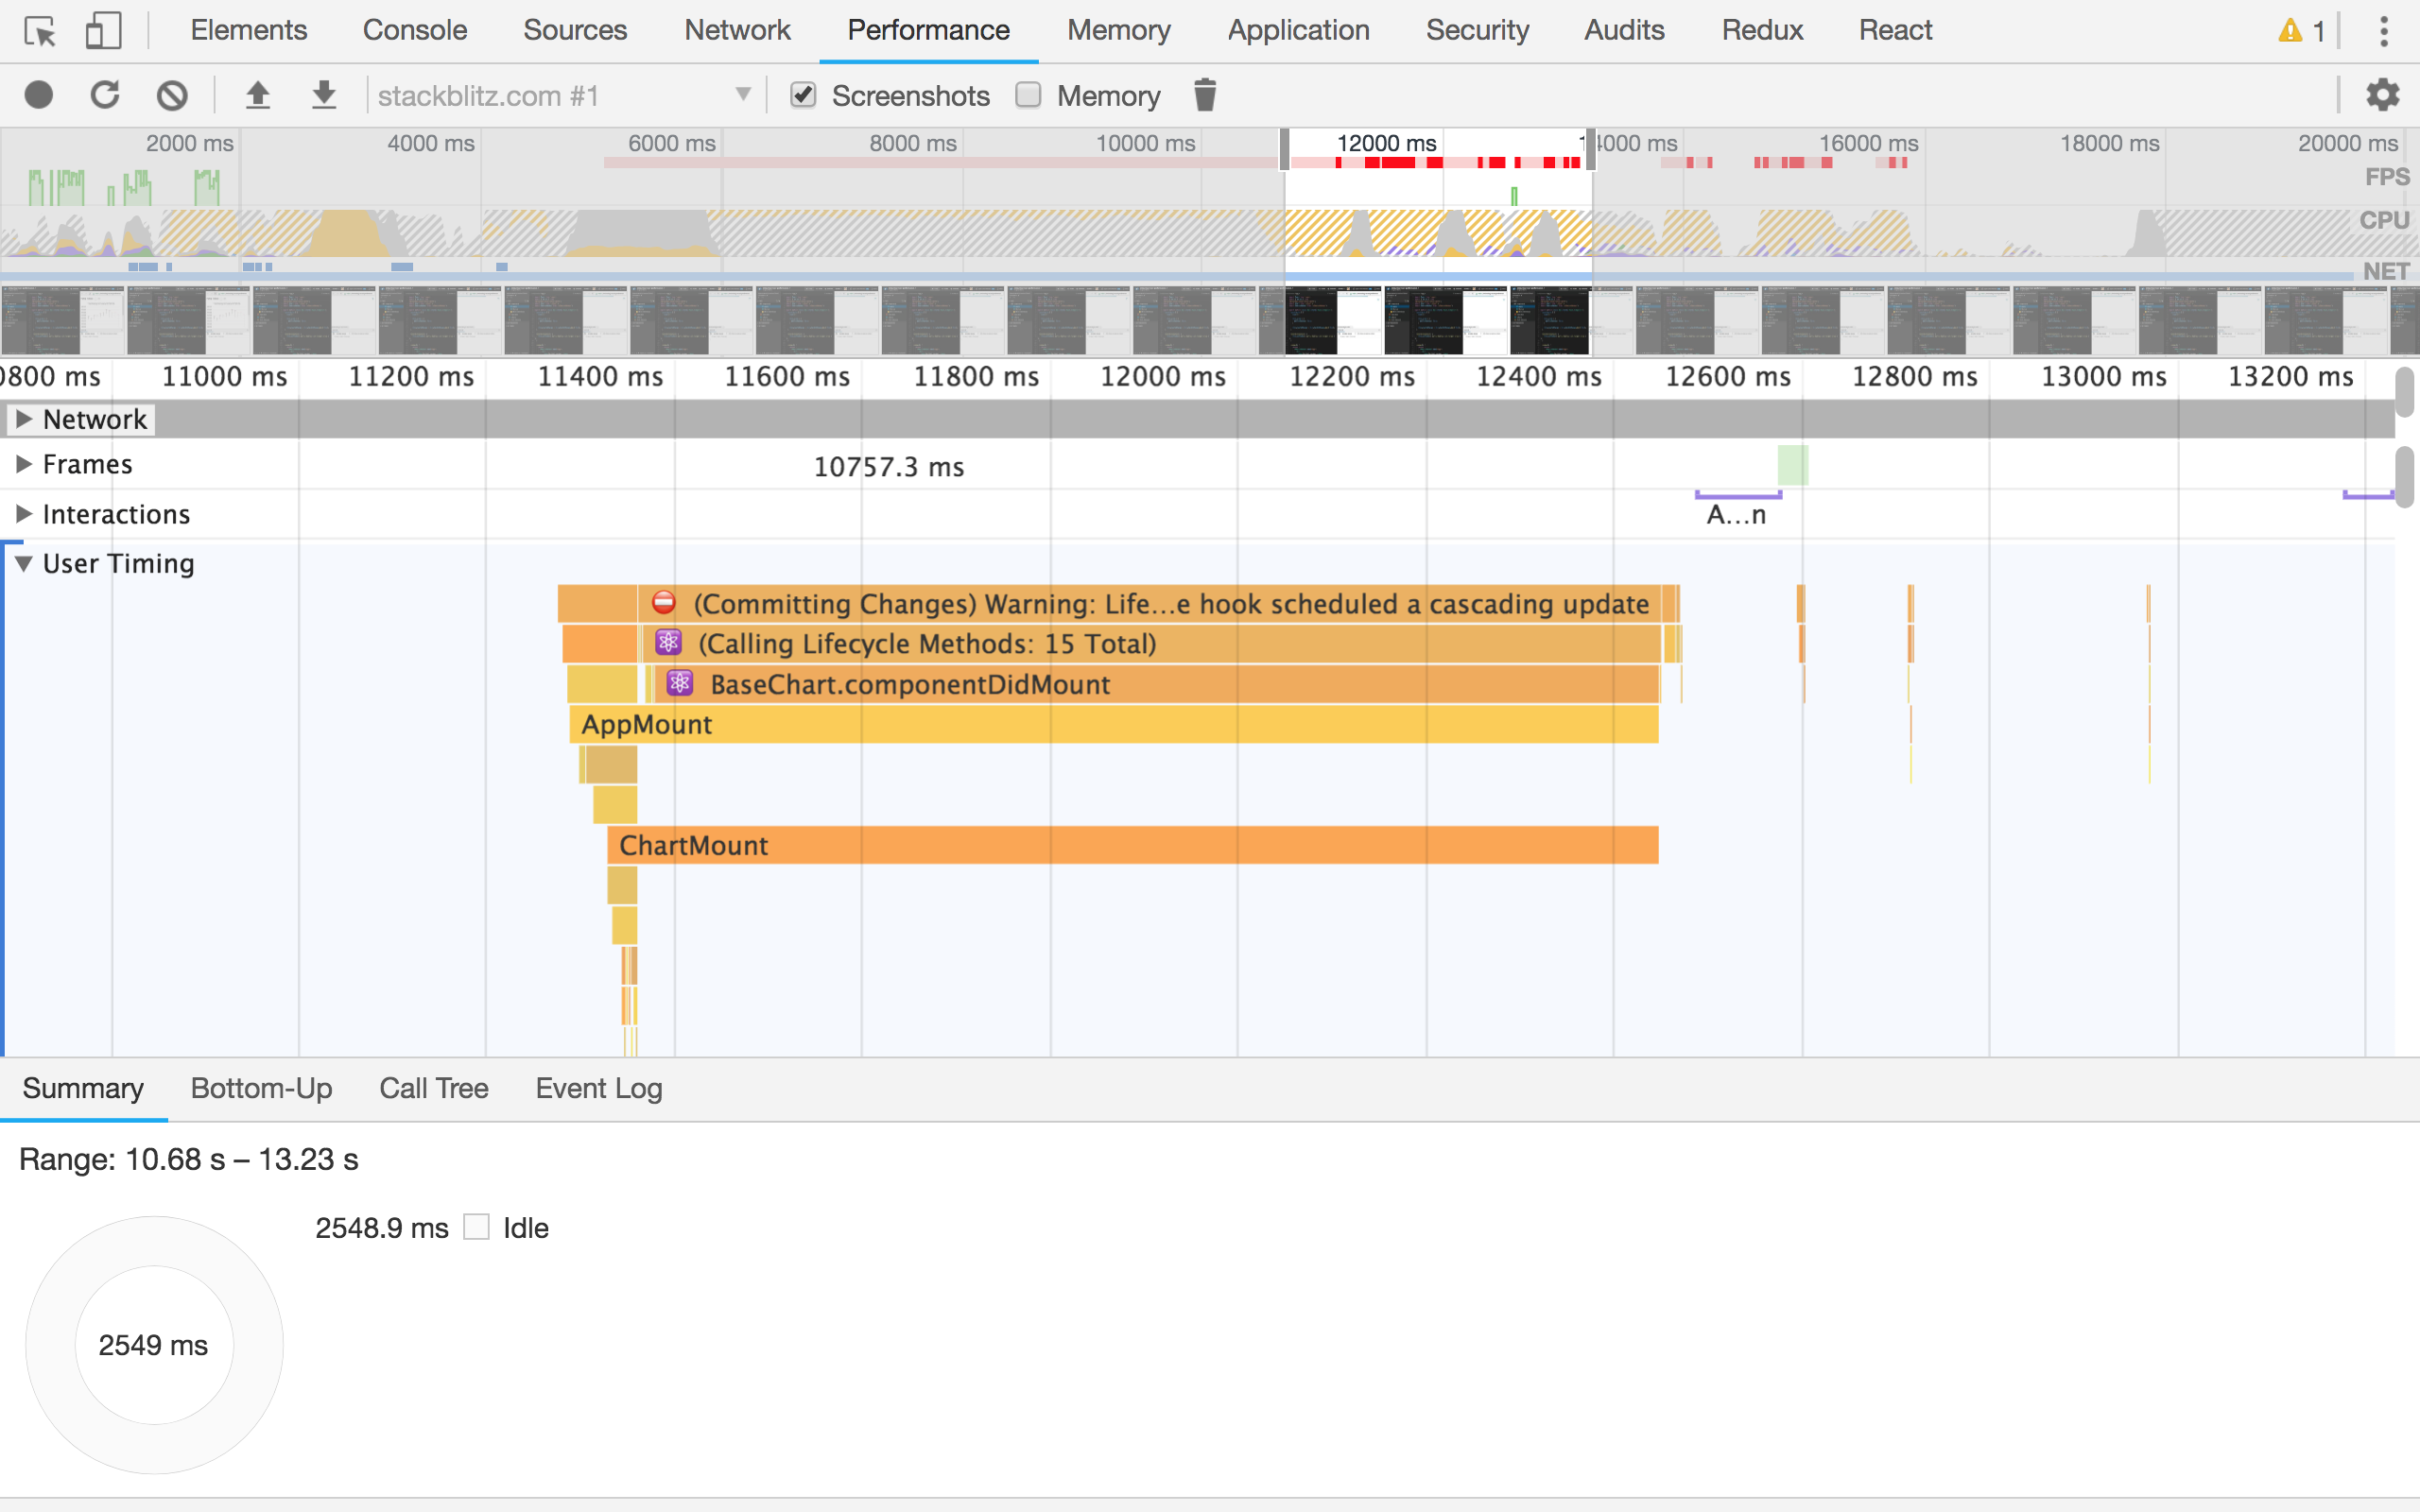 Elements Console Sources Network Performance Memory Application Security Audits Redux React 1
stackblitz.com #1 Screenshots Memory
2000 ms 4000 ms 6000 ms 8000 ms 10000 ms 12000 ms 14000 ms 16000 ms 18000 ms 20000 ms
FPS
CPU
NET
0800 ms 11000 ms 11200 ms 11400 ms 11600 ms 11800 ms 12000 ms 12200 ms 12400 ms 12600 ms 12800 ms 13000 ms 13200 ms
Network
Frames 10757.3 ms
Interactions A...n
User Timing
(Committing Changes) Warning: Life...e hook scheduled a cascading update
(Calling Lifecycle Methods: 15 Total)
BaseChart.componentDidMount
AppMount
ChartMount
Summary Bottom-Up Call Tree Event Log
Range: 10.68 s – 13.23 s
2548.9 ms Idle
2549 ms